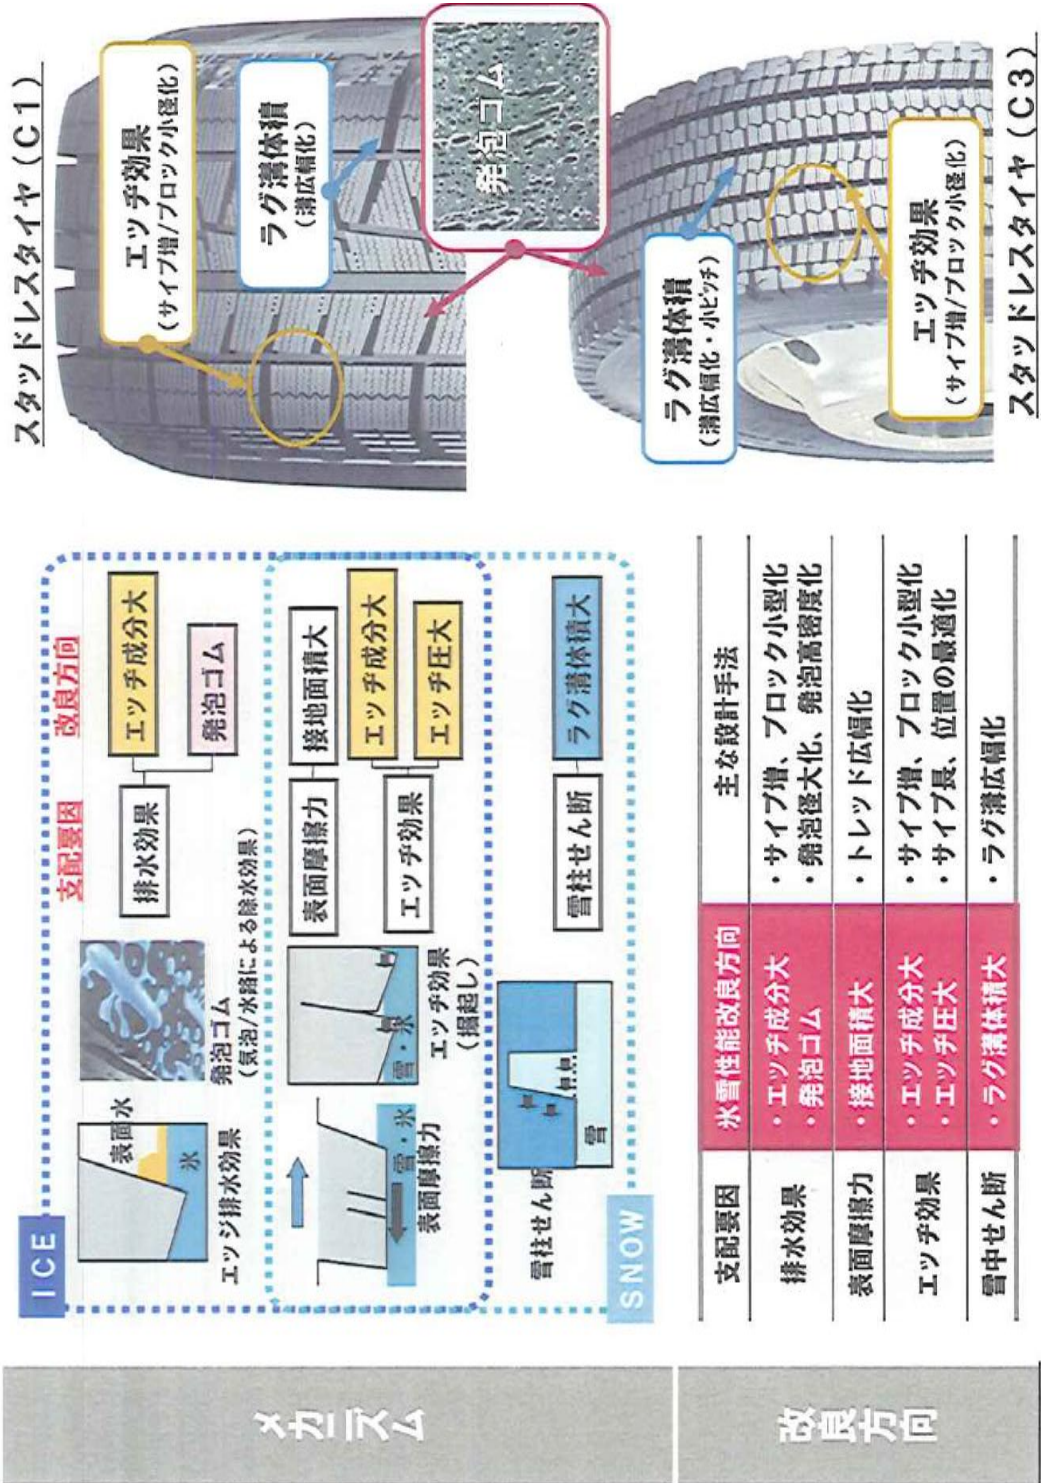 メカニズム
ICE
支配要因
改良方向
表面水
氷
エッジ排水効果
発泡ゴム
(気泡/水路による除水効果)
排水効果
エッヂ成分大
発泡ゴム
雪・氷
表面摩擦力
雪・氷
エッヂ効果
(掘起し)
表面摩擦力
接地面積大
エッヂ効果
エッヂ成分大
エッヂ圧大
雪柱せん断
雪
雪柱せん断
ラグ溝体積大
SNOW
改良方向
支配要因
氷雪性能改良方向
主な設計手法
排水効果
・エッヂ成分大
・発泡ゴム
・サイプ増、ブロック小型化
・発泡径大化、発泡高密度化
表面摩擦力
・接地面積大
・トレッド広幅化
エッヂ効果
・エッヂ成分大
・エッヂ圧大
・サイプ増、ブロック小型化
・サイプ長、位置の最適化
雪中せん断
・ラグ溝体積大
・ラグ溝広幅化
スタッドレスタイヤ(C1)
エッヂ効果
(サイプ増/ブロック小径化)
ラグ溝体積
(溝広幅化)
発泡ゴム
ラグ溝体積
(溝広幅化・小ピッチ)
エッヂ効果
(サイプ増/ブロック小径化)
スタッドレスタイヤ(C3)